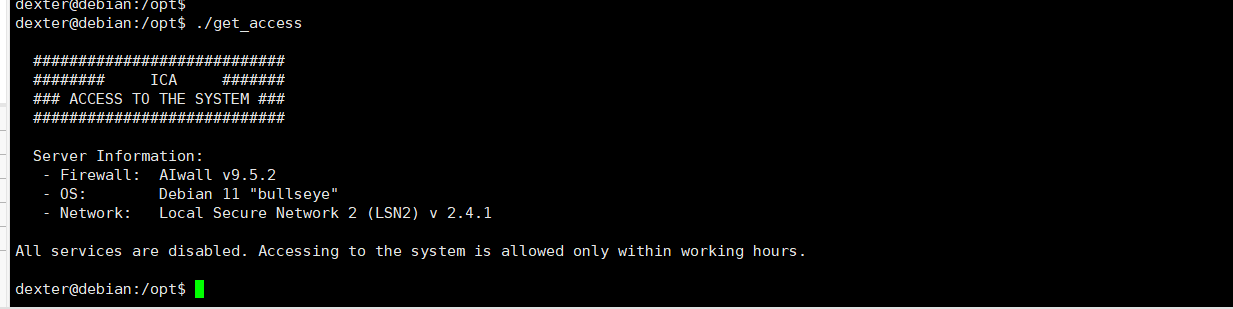 dexter@debian:/opt$
dexter@debian:/opt$ ./get_access
############################
########     ICA     #######
### ACCESS TO THE SYSTEM ###
############################
Server Information:
- Firewall:  AIwall v9.5.2
- OS:        Debian 11 "bullseye"
- Network:   Local Secure Network 2 (LSN2) v 2.4.1
All services are disabled. Accessing to the system is allowed only within working hours.
dexter@debian:/opt$